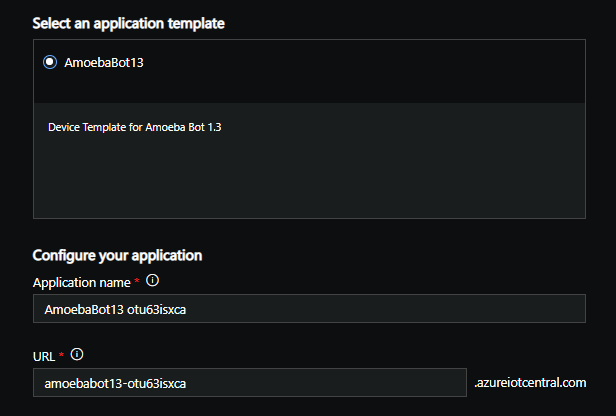 Select an application template
AmoebaBot13
Device Template for Amoeba Bot 1.3
Configure your application
Application name *
AmoebaBot13 otu63isxca
URL *
amoebabot13-otu63isxca .azureiotcentral.com